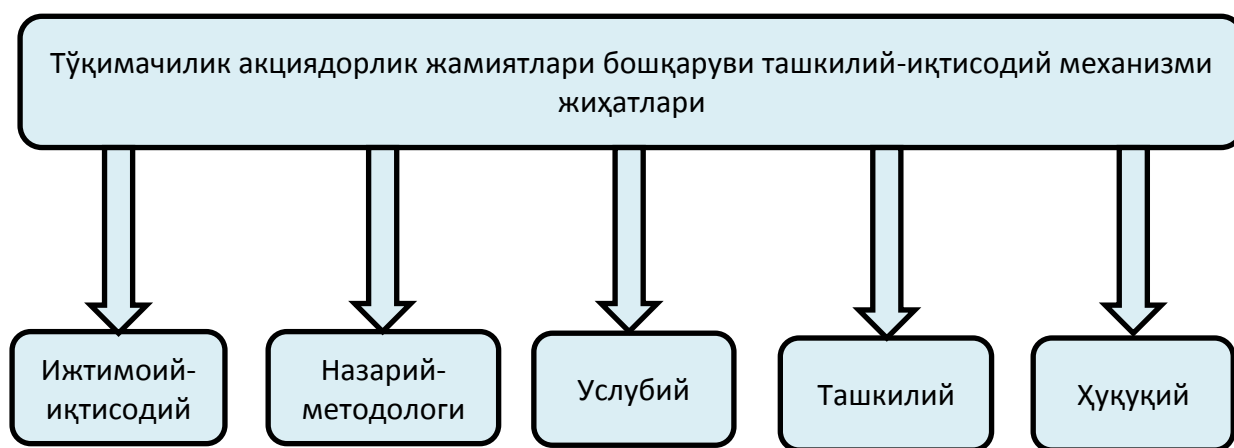 Тўқимачилик акциядорлик жамиятлари бошқаруви ташкилий-иқтисодий механизми
жиҳатлари
Ижтимоий-
иқтисодий
Назарий-
методологи
Услубий
Ташкилий
Ҳуқуқий